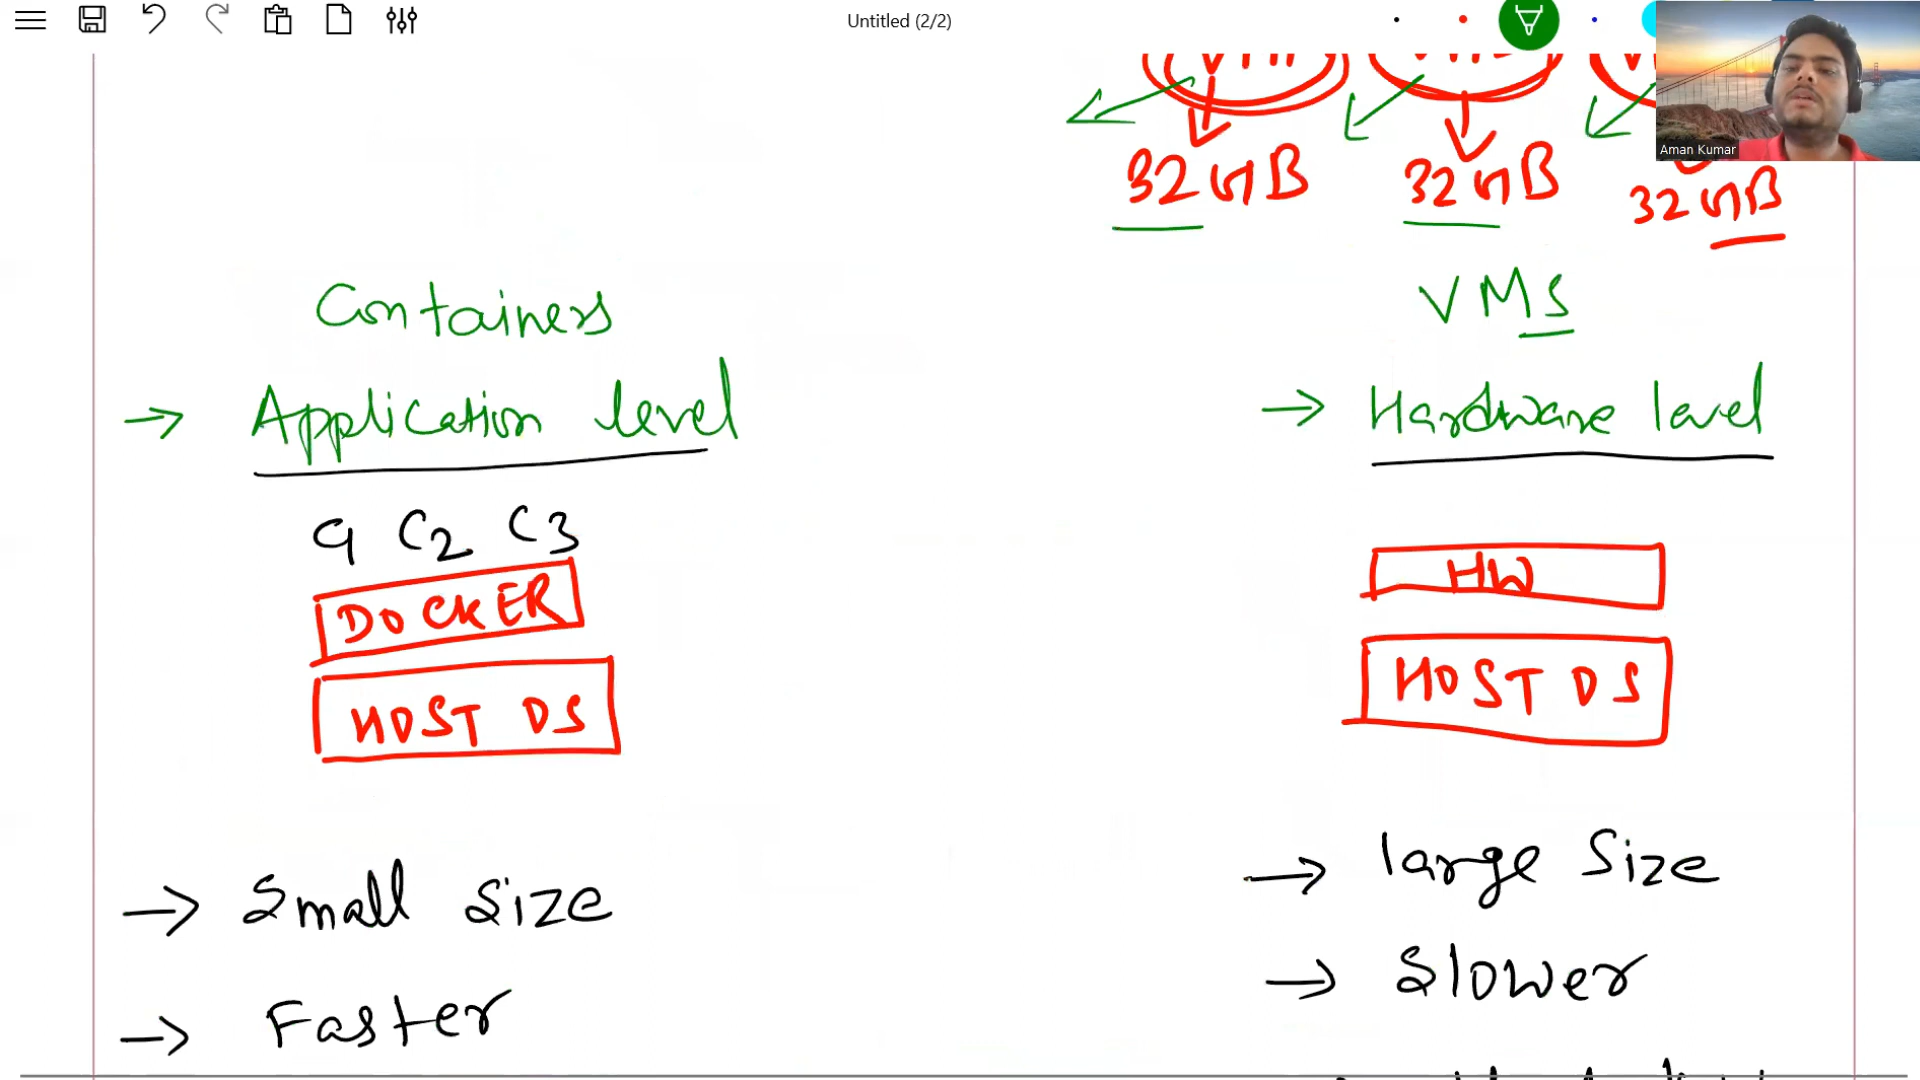 Untitled (2/2)
Aman Kumar
32 GB 32 GB 32 GB
Containers
VMS
→ Application level
→ Hardware level
C1 C2 C3
DOCKER
HOST OS
HW
HOST OS
→ Small Size
→ large Size
→ Faster
→ Slower